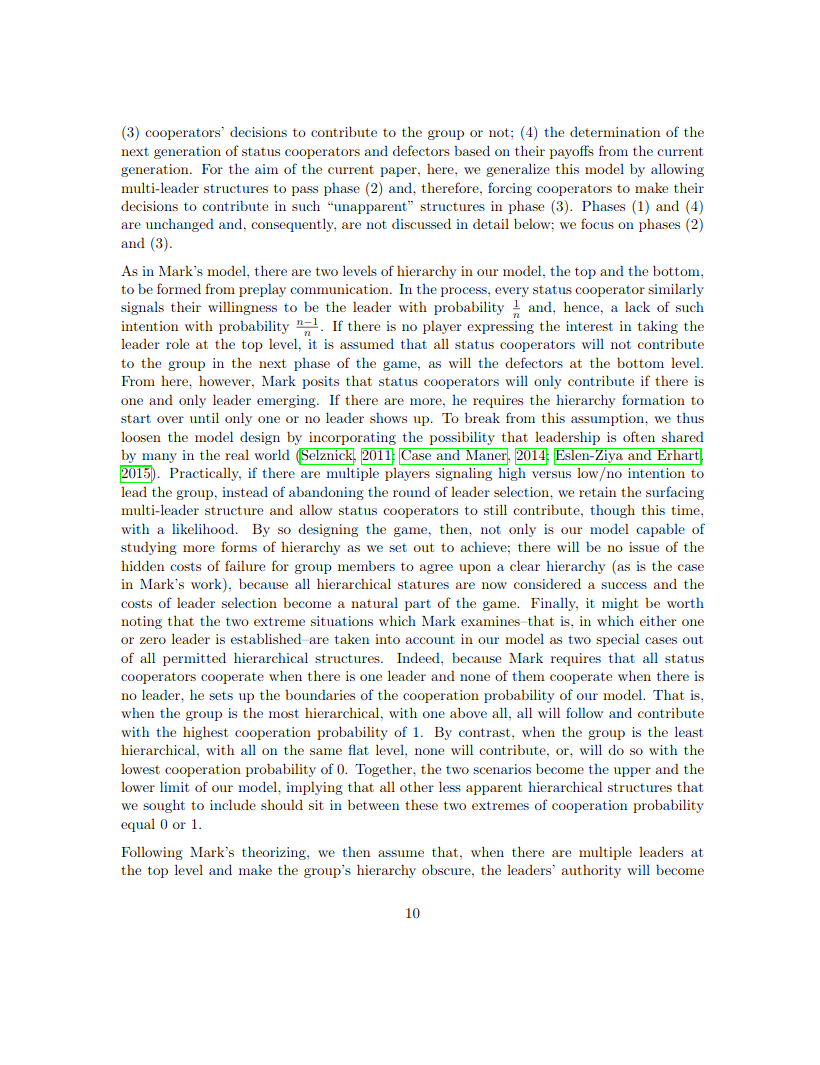 (3) cooperators’ decisions to contribute to the group or not; (4) the determination of the
next generation of status cooperators and defectors based on their payoffs from the current
generation. For the aim of the current paper, here, we generalize this model by allowing
multi-leader structures to pass phase (2) and, therefore, forcing cooperators to make their
decisions to contribute in such “unapparent” structures in phase (3). Phases (1) and (4)
are unchanged and, consequently, are not discussed in detail below; we focus on phases (2)
and (3).
As in Mark’s model, there are two levels of hierarchy in our model, the top and the bottom,
to be formed from preplay communication. In the process, every status cooperator similarly
signals their willingness to be the leader with probability 1/n and, hence, a lack of such
intention with probability n−1/n. If there is no player expressing the interest in taking the
leader role at the top level, it is assumed that all status cooperators will not contribute
to the group in the next phase of the game, as will the defectors at the bottom level.
From here, however, Mark posits that status cooperators will only contribute if there is
one and only leader emerging. If there are more, he requires the hierarchy formation to
start over until only one or no leader shows up. To break from this assumption, we thus
loosen the model design by incorporating the possibility that leadership is often shared
by many in the real world (Selznick, 2011; Case and Maner, 2014; Eslen-Ziya and Erhart,
2015). Practically, if there are multiple players signaling high versus low/no intention to
lead the group, instead of abandoning the round of leader selection, we retain the surfacing
multi-leader structure and allow status cooperators to still contribute, though this time,
with a likelihood. By so designing the game, then, not only is our model capable of
studying more forms of hierarchy as we set out to achieve; there will be no issue of the
hidden costs of failure for group members to agree upon a clear hierarchy (as is the case
in Mark’s work), because all hierarchical statures are now considered a success and the
costs of leader selection become a natural part of the game. Finally, it might be worth
noting that the two extreme situations which Mark examines–that is, in which either one
or zero leader is established–are taken into account in our model as two special cases out
of all permitted hierarchical structures. Indeed, because Mark requires that all status
cooperators cooperate when there is one leader and none of them cooperate when there is
no leader, he sets up the boundaries of the cooperation probability of our model. That is,
when the group is the most hierarchical, with one above all, all will follow and contribute
with the highest cooperation probability of 1. By contrast, when the group is the least
hierarchical, with all on the same flat level, none will contribute, or, will do so with the
lowest cooperation probability of 0. Together, the two scenarios become the upper and the
lower limit of our model, implying that all other less apparent hierarchical structures that
we sought to include should sit in between these two extremes of cooperation probability
equal 0 or 1.
Following Mark’s theorizing, we then assume that, when there are multiple leaders at
the top level and make the group’s hierarchy obscure, the leaders’ authority will become
10